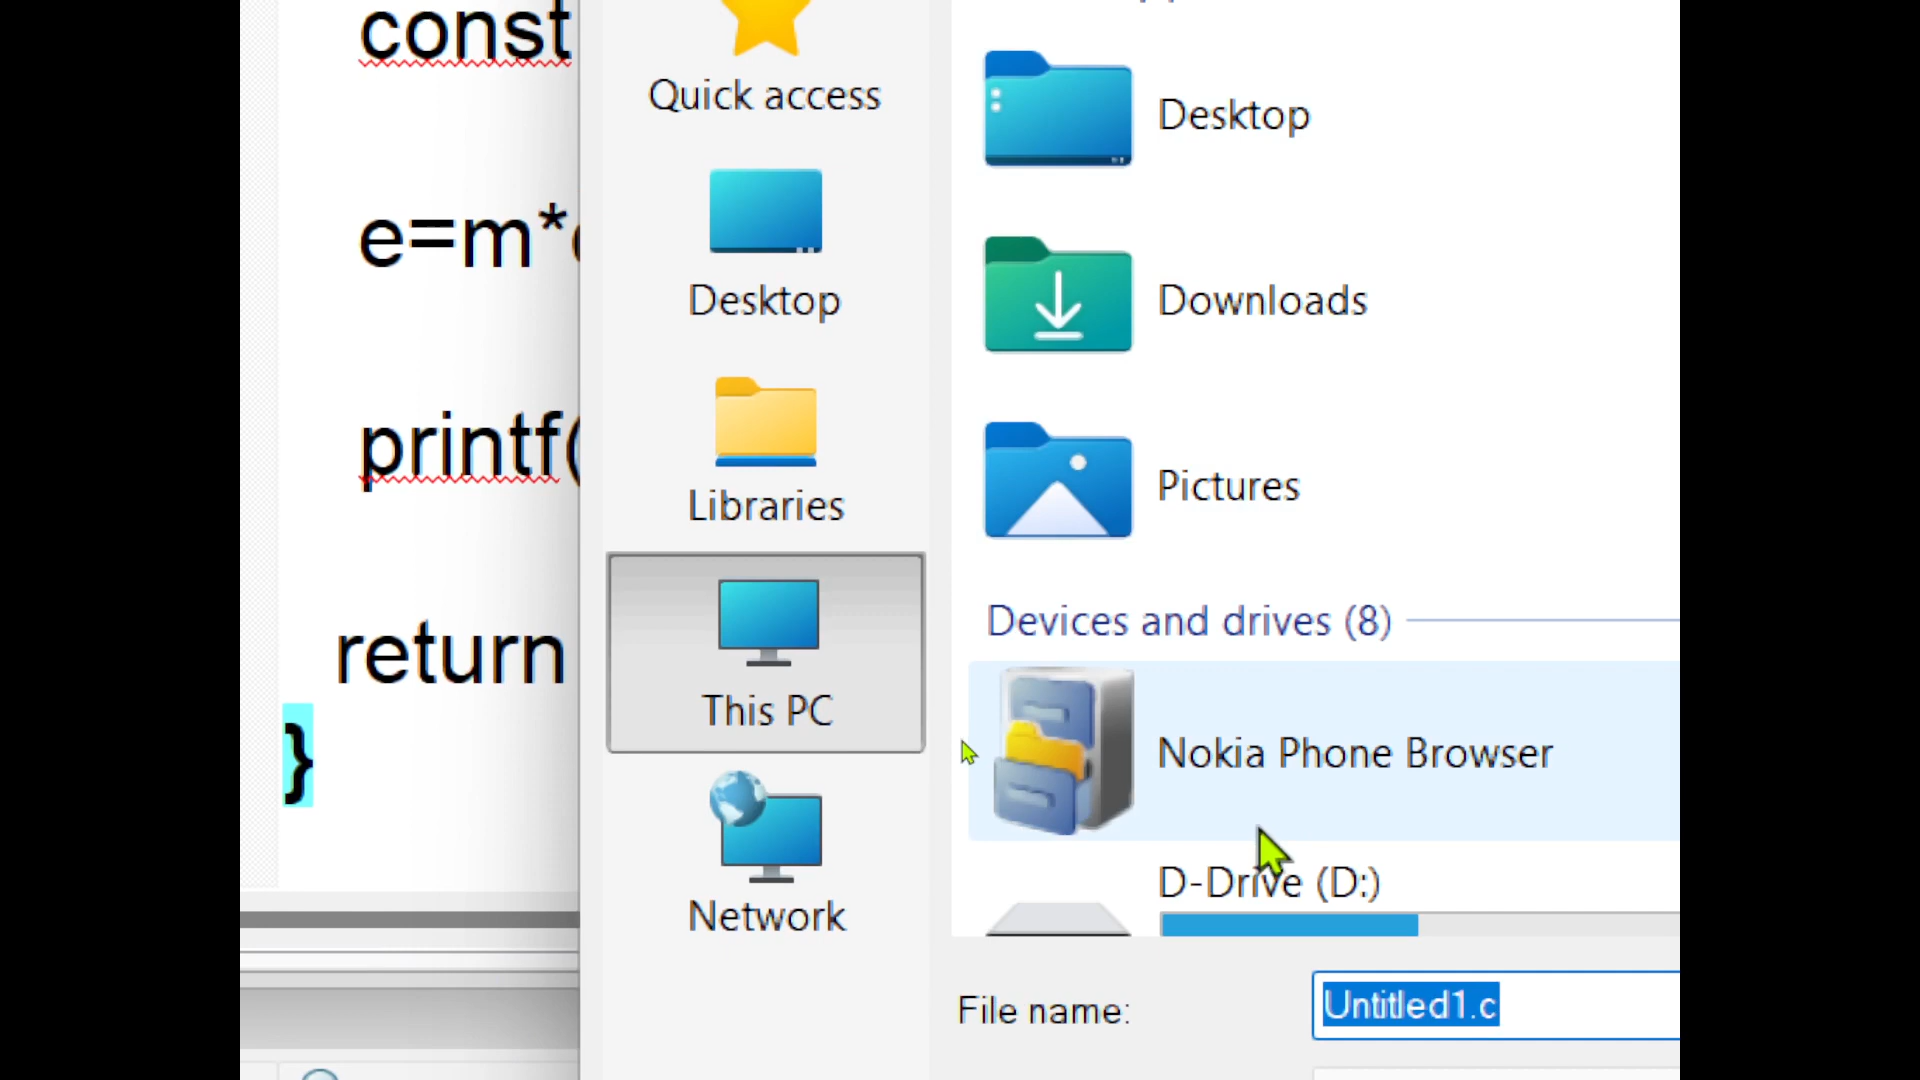 const
e=m*
printf(
return
}
Quick access
Desktop
Libraries
This PC
Network
Desktop
Downloads
Pictures
Devices and drives (8)
Nokia Phone Browser
D-Drive (D:)
File name:
Untitled1.c